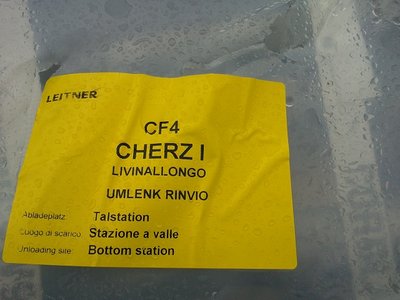 LEITNER
CF4
CHERZ I
LIVINALLONGO
UMLENK RINVIO
Abladeplatz: Talstation
Luogo di scarico: Stazione a valle
Unloading site: Bottom station